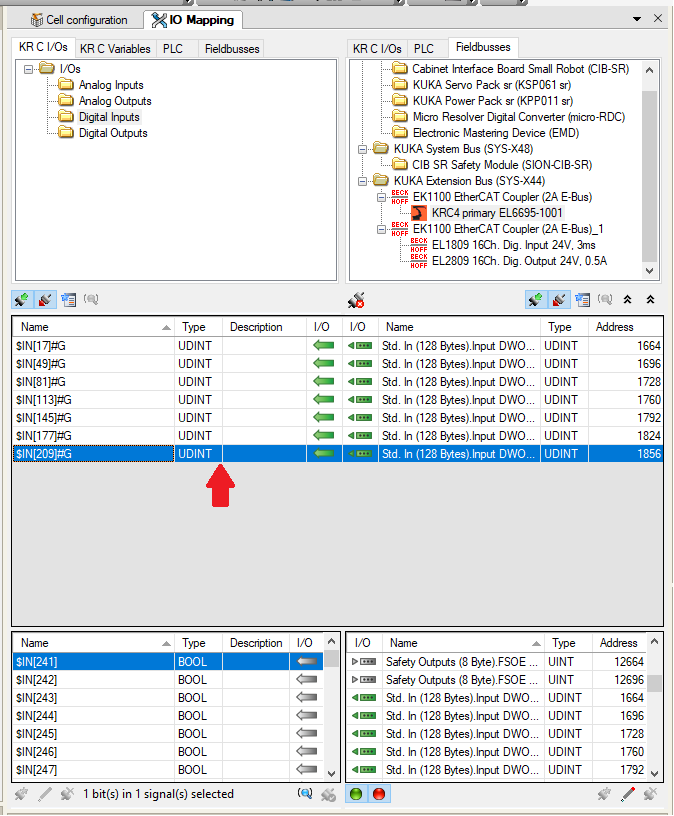 Cell configuration IO Mapping
KR C I/Os KR C Variables PLC Fieldbusses
I/Os
Analog Inputs
Analog Outputs
Digital Inputs
Digital Outputs
KR C I/Os PLC Fieldbusses
Cabinet Interface Board Small Robot (CIB-SR)
KUKA Servo Pack sr (KSP061 sr)
KUKA Power Pack sr (KPP011 sr)
Micro Resolver Digital Converter (micro-RDC)
Electronic Mastering Device (EMD)
KUKA System Bus (SYS-X48)
CIB SR Safety Module (SION-CIB-SR)
KUKA Extension Bus (SYS-X44)
BECK HOFF EK1100 EtherCAT Coupler (2A E-Bus)
KRC4 primary EL6695-1001
BECK HOFF EK1100 EtherCAT Coupler (2A E-Bus)_1
BECK HOFF EL1809 16Ch. Dig. Input 24V, 3ms
BECK HOFF EL2809 16Ch. Dig. Output 24V, 0.5A
Name Type Description I/O I/O Name Type Address
$IN[17]#G UDINT Std. In (128 Bytes).Input DWO... UDINT 1664
$IN[49]#G UDINT Std. In (128 Bytes).Input DWO... UDINT 1696
$IN[81]#G UDINT Std. In (128 Bytes).Input DWO... UDINT 1728
$IN[113]#G UDINT Std. In (128 Bytes).Input DWO... UDINT 1760
$IN[145]#G UDINT Std. In (128 Bytes).Input DWO... UDINT 1792
$IN[177]#G UDINT Std. In (128 Bytes).Input DWO... UDINT 1824
$IN[209]#G UDINT Std. In (128 Bytes).Input DWO... UDINT 1856
Name Type Description I/O
$IN[241] BOOL
$IN[242] BOOL
$IN[243] BOOL
$IN[244] BOOL
$IN[245] BOOL
$IN[246] BOOL
$IN[247] BOOL
1 bit(s) in 1 signal(s) selected
I/O Name Type Address
Safety Outputs (8 Byte).FSOE ... UINT 12664
Safety Outputs (8 Byte).FSOE ... UINT 12696
Std. In (128 Bytes).Input DWO... UDINT 1664
Std. In (128 Bytes).Input DWO... UDINT 1696
Std. In (128 Bytes).Input DWO... UDINT 1728
Std. In (128 Bytes).Input DWO... UDINT 1760
Std. In (128 Bytes).Input DWO... UDINT 1792